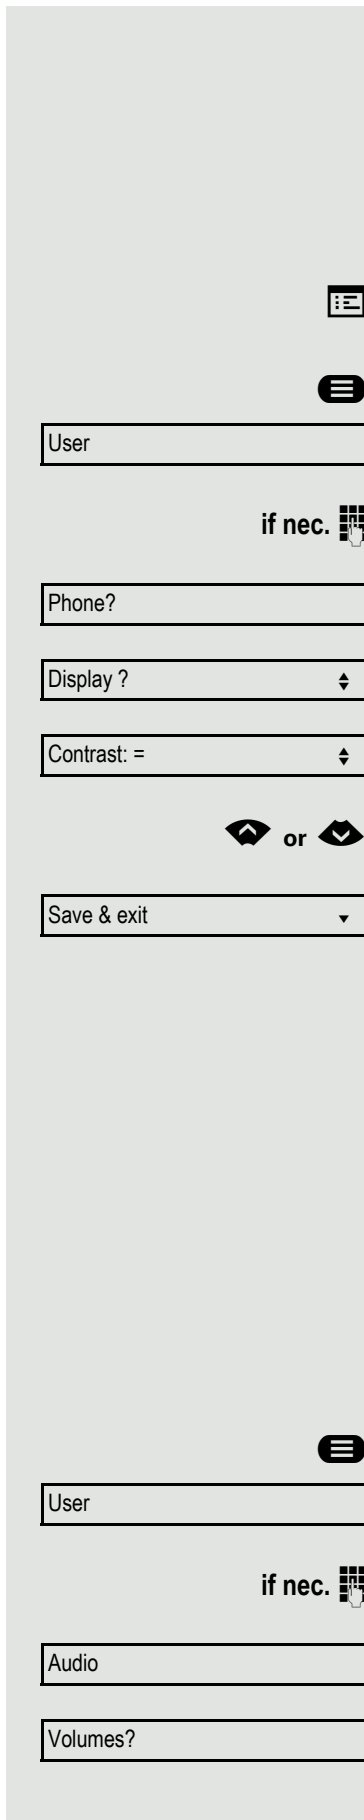 User
if nec.
Phone?
Display ?
Contrast: =
or
Save & exit
User
if nec.
Audio
Volumes?